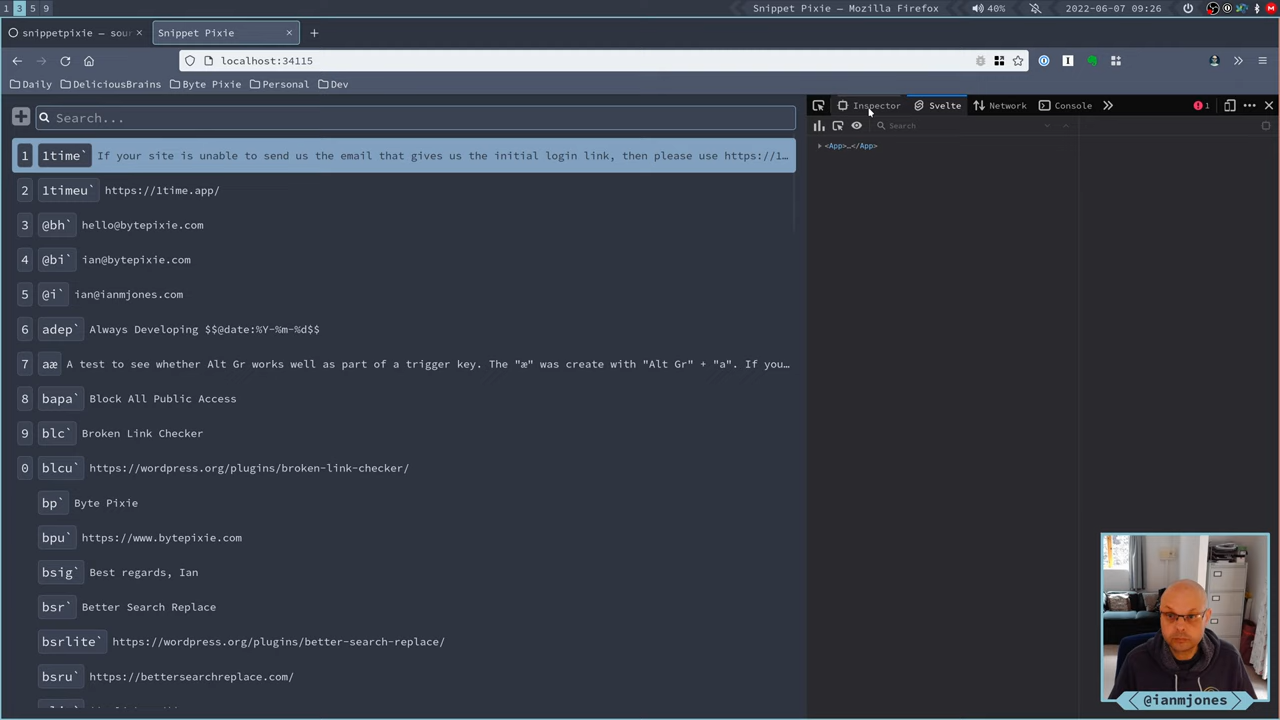 1 3 5 9
Snippet Pixie — Mozilla Firefox
40%
2022-06-07 09:26
snippetpixie — sour
Snippet Pixie
localhost:34115
Daily
DeliciousBrains
Byte Pixie
Personal
Dev
Search...
1 1time` If your site is unable to send us the email that gives us the initial login link, then please use https://1…
2 1timeu` https://1time.app/
3 @bh` hello@bytepixie.com
4 @bi` ian@bytepixie.com
5 @i` ian@ianmjones.com
6 adep` Always Developing $$@date:%Y-%m-%d$$
7 aæ A test to see whether Alt Gr works well as part of a trigger key. The "æ" was create with "Alt Gr" + "a". If you…
8 bapa` Block All Public Access
9 blc` Broken Link Checker
0 blcu` https://wordpress.org/plugins/broken-link-checker/
bp` Byte Pixie
bpu` https://www.bytepixie.com
bsig` Best regards, Ian
bsr` Better Search Replace
bsrlite` https://wordpress.org/plugins/better-search-replace/
bsru` https://bettersearchreplace.com/
Inspector
Svelte
Network
Console
1
Search
<App>…</App>
@ianmjones